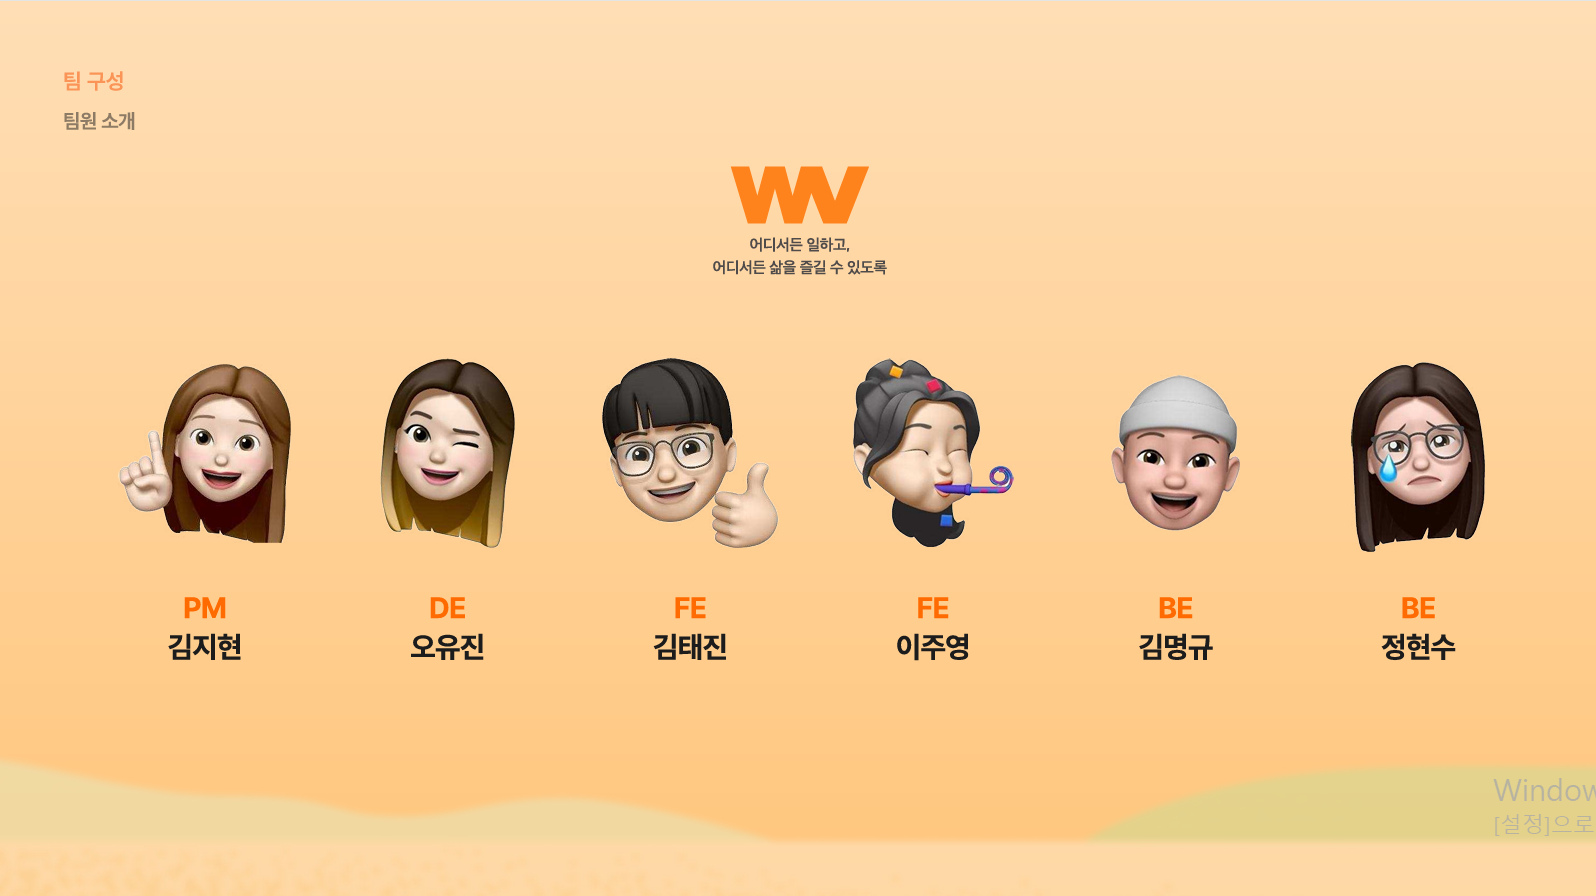 팀 구성
팀원 소개
WV
어디서든 일하고,
어디서든 삶을 즐길 수 있도록
PM
김지현
DE
오유진
FE
김태진
FE
이주영
BE
김명규
BE
정현수
Window
[설정]으로